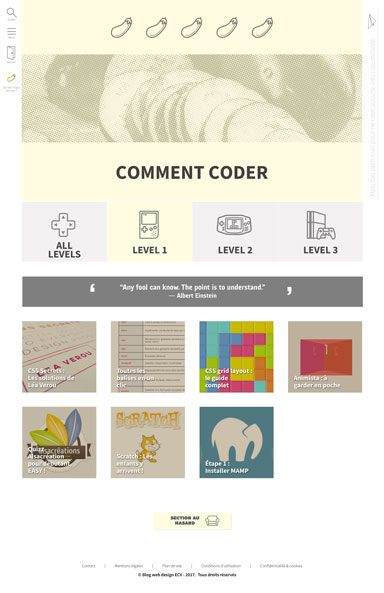 COMMENT CODER
ALL
LEVELS
LEVEL 1
LEVEL 2
LEVEL 3
“Any fool can know. The point is to understand.”
— Albert Einstein
CSS Secrets :
Les solutions de
Léa Verou
VEROU
Toutes les
balises en un
clic
CSS grid layout :
le guide
complet
Animista : à
garder en poche
Quizz
Alsacréation
pour débutant,
EASY !
SCRATCH
Scratch : Les
enfants y
arrivent !
Étape 1 :
Installer MAMP
SECTION AU
HASARD
Contact | Mentions légales | Plan de site | Conditions d'utilisation | Confidentialité & cookies
© Blog web design ECV - 2017. Tous droits réservés